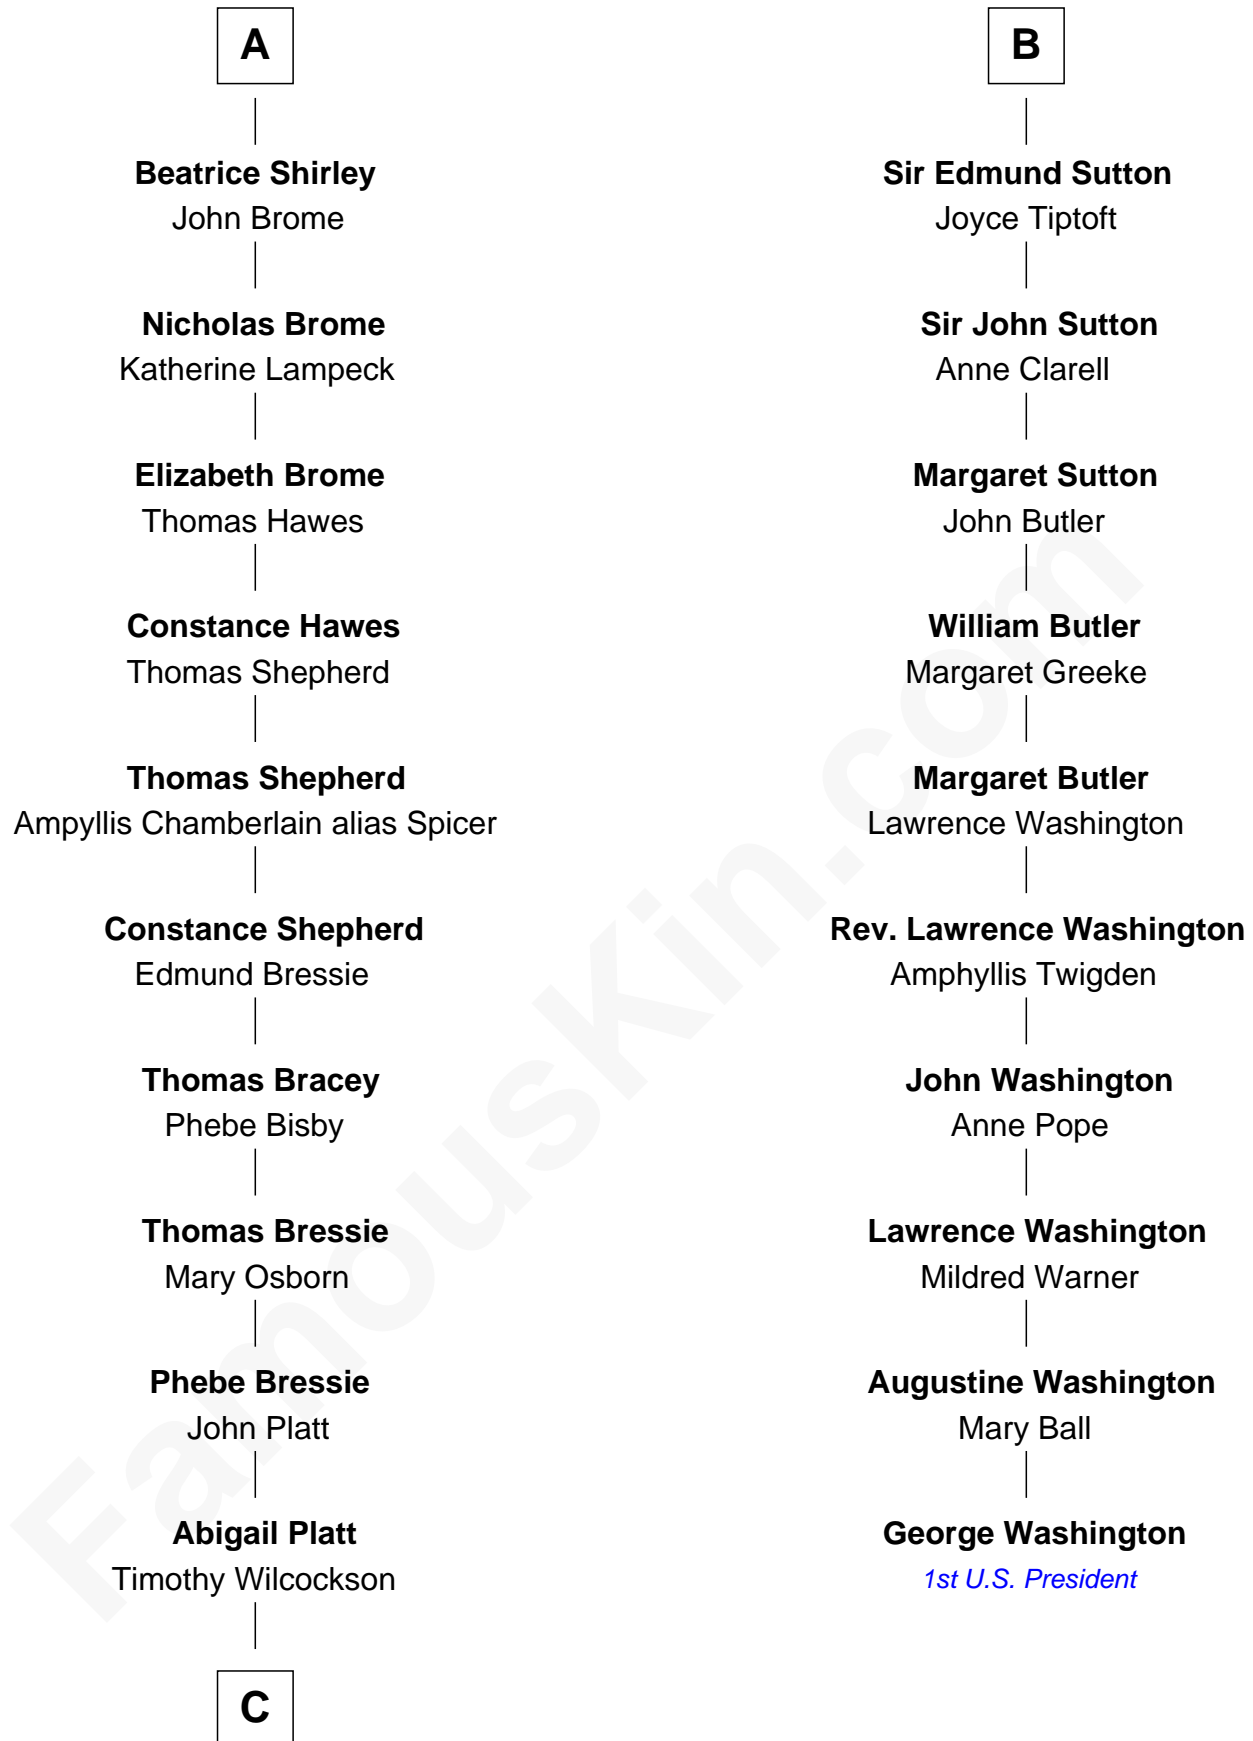 A
Beatrice Shirley
John Brome
Nicholas Brome
Katherine Lampeck
Elizabeth Brome
Thomas Hawes
Constance Hawes
Thomas Shepherd
Thomas Shepherd
Ampyllis Chamberlain alias Spicer
Constance Shepherd
Edmund Bressie
Thomas Bracey
Phebe Bisby
Thomas Bressie
Mary Osborn
Phebe Bressie
John Platt
Abigail Platt
Timothy Wilcockson
C
B
Sir Edmund Sutton
Joyce Tiptoft
Sir John Sutton
Anne Clarell
Margaret Sutton
John Butler
William Butler
Margaret Greeke
Margaret Butler
Lawrence Washington
Rev. Lawrence Washington
Amphyllis Twigden
John Washington
Anne Pope
Lawrence Washington
Mildred Warner
Augustine Washington
Mary Ball
George Washington
1st U.S. President
FamousKin.com